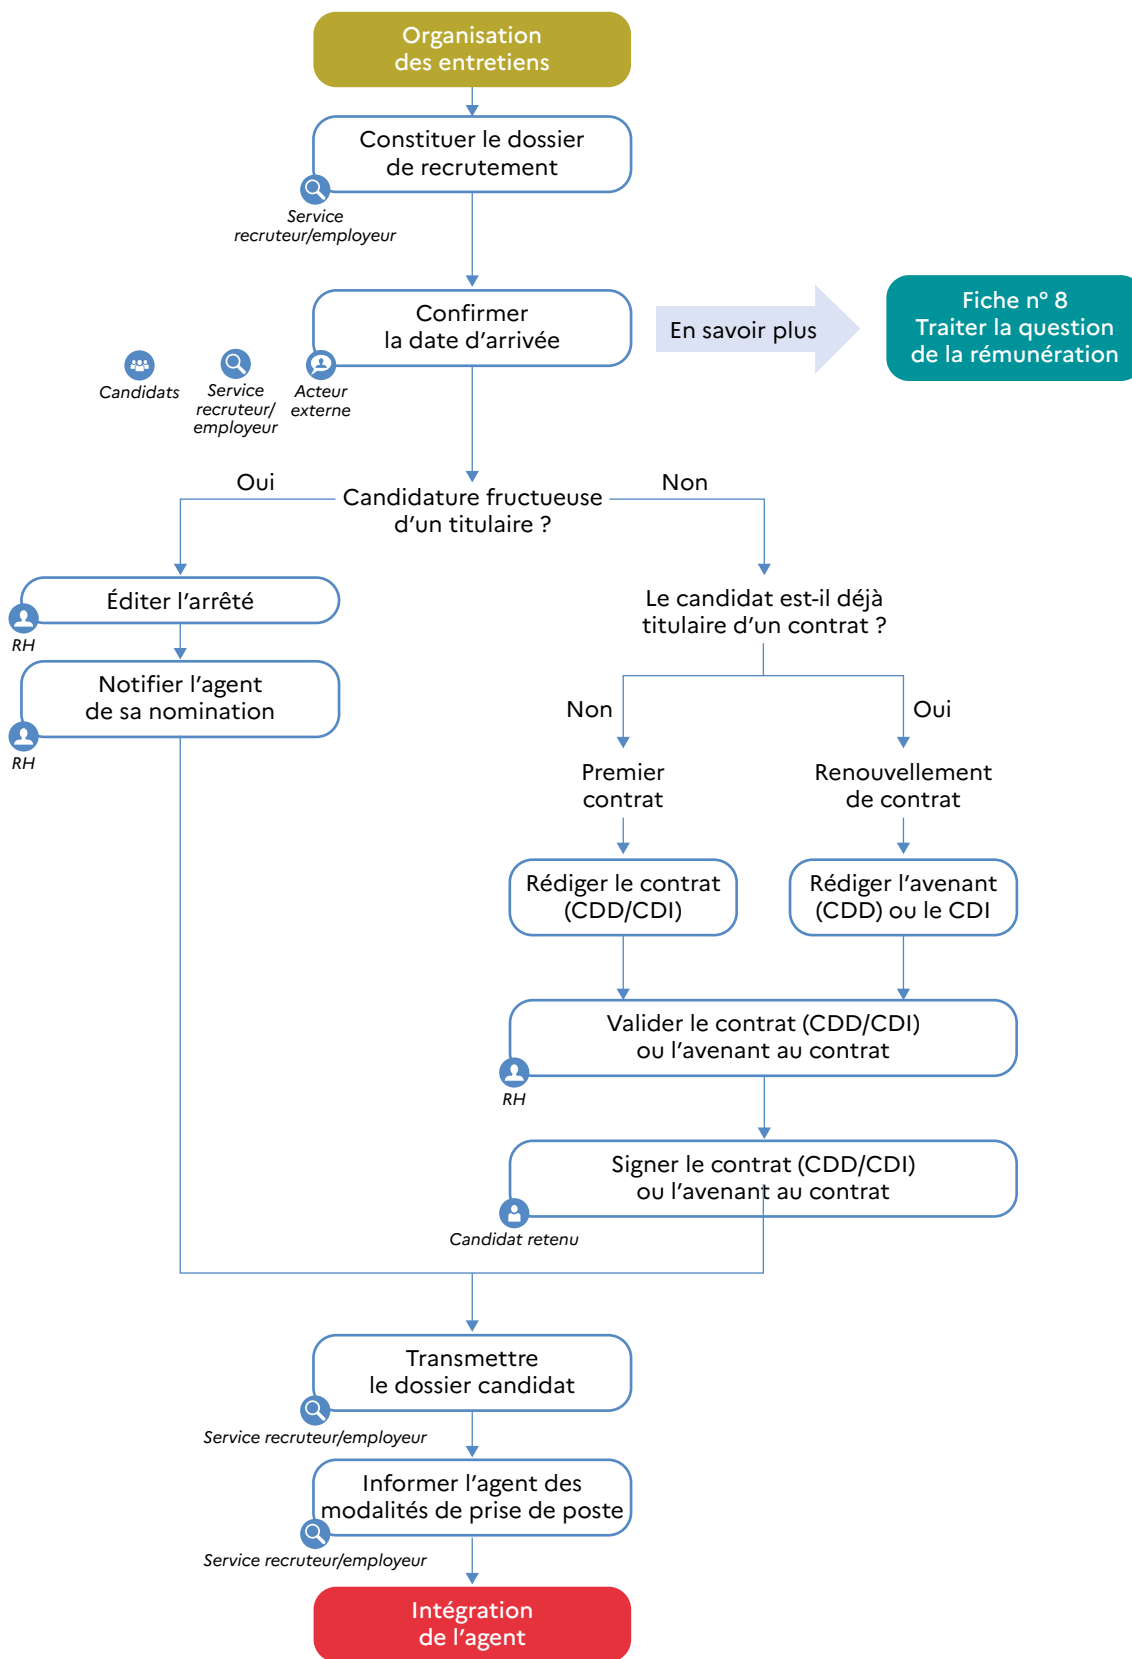 Organisation
des entretiens
Constituer le dossier
de recrutement
Service
recruteur/employeur
Confirmer
la date d'arrivée
En savoir plus
Fiche n° 8
Traiter la question
de la rémunération
Candidats
Service
recruteur/
employeur
Acteur
externe
Oui
Candidature fructueuse
d'un titulaire ?
Non
Éditer l'arrêté
RH
Notifier l'agent
de sa nomination
RH
Le candidat est-il déjà
titulaire d'un contrat ?
Non
Oui
Premier
contrat
Renouvellement
de contrat
Rédiger le contrat
(CDD/CDI)
Rédiger l'avenant
(CDD) ou le CDI
Valider le contrat (CDD/CDI)
ou l'avenant au contrat
RH
Signer le contrat (CDD/CDI)
ou l'avenant au contrat
Candidat retenu
Transmettre
le dossier candidat
Service recruteur/employeur
Informer l'agent des
modalités de prise de poste
Service recruteur/employeur
Intégration
de l'agent